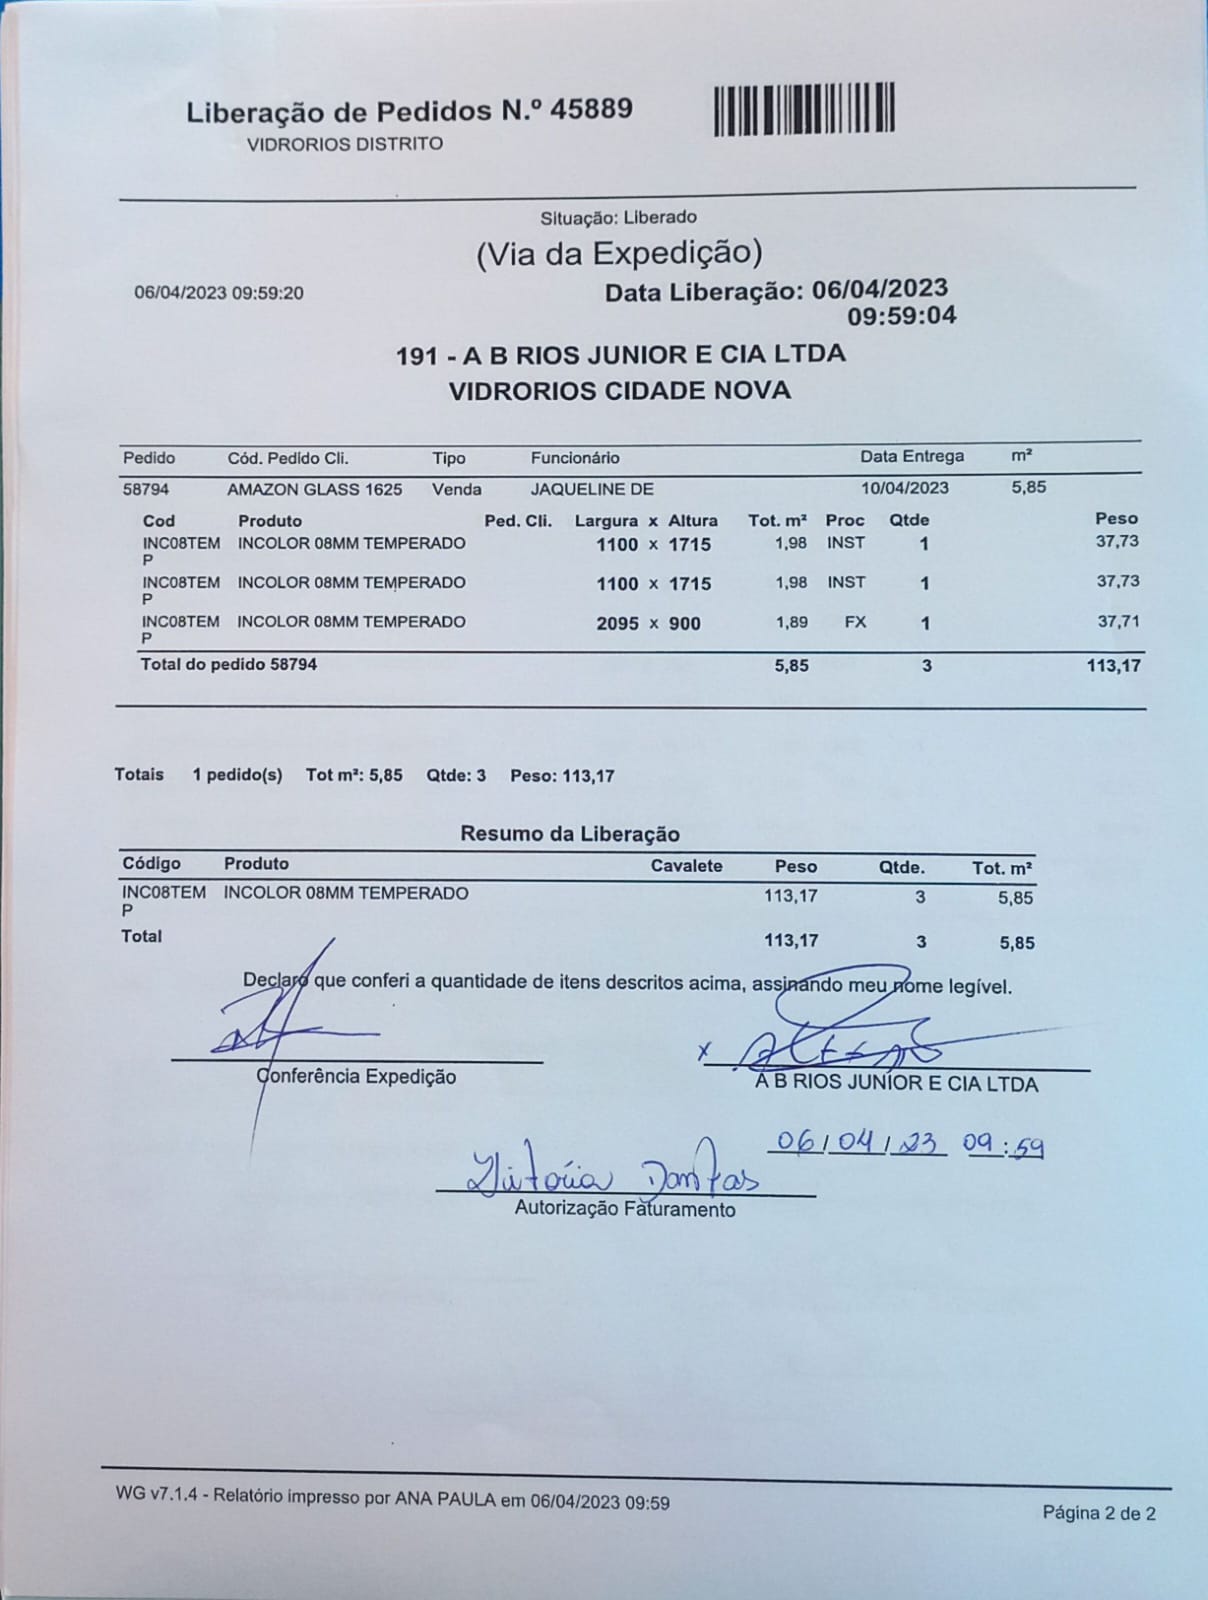 Liberação de Pedidos N.º 45889
VIDRORIOS DISTRITO
Situação: Liberado
(Via da Expedição)
06/04/2023 09:59:20
Data Liberação: 06/04/2023
09:59:04
191 - A B RIOS JUNIOR E CIA LTDA
VIDRORIOS CIDADE NOVA
Pedido Cód. Pedido Cli. Tipo Funcionário Data Entrega m²
58794 AMAZON GLASS 1625 Venda JAQUELINE DE 10/04/2023 5,85
Cod Produto Ped. Cli. Largura x Altura Tot. m² Proc Qtde Peso
INC08TEM INCOLOR 08MM TEMPERADO 1100 x 1715 1,98 INST 1 37,73
P
INC08TEM INCOLOR 08MM TEMPERADO 1100 x 1715 1,98 INST 1 37,73
P
INC08TEM INCOLOR 08MM TEMPERADO 2095 x 900 1,89 FX 1 37,71
P
Total do pedido 58794 5,85 3 113,17
Totais 1 pedido(s) Tot m²: 5,85 Qtde: 3 Peso: 113,17
Resumo da Liberação
Código Produto Cavalete Peso Qtde. Tot. m²
INC08TEM INCOLOR 08MM TEMPERADO 113,17 3 5,85
P
Total 113,17 3 5,85
Declaro que conferi a quantidade de itens descritos acima, assinando meu nome legível.
x
Conferência Expedição
A B RIOS JUNIOR E CIA LTDA
06/04/23 09:59
Vitória Dantas
Autorização Faturamento
WG v7.1.4 - Relatório impresso por ANA PAULA em 06/04/2023 09:59
Página 2 de 2